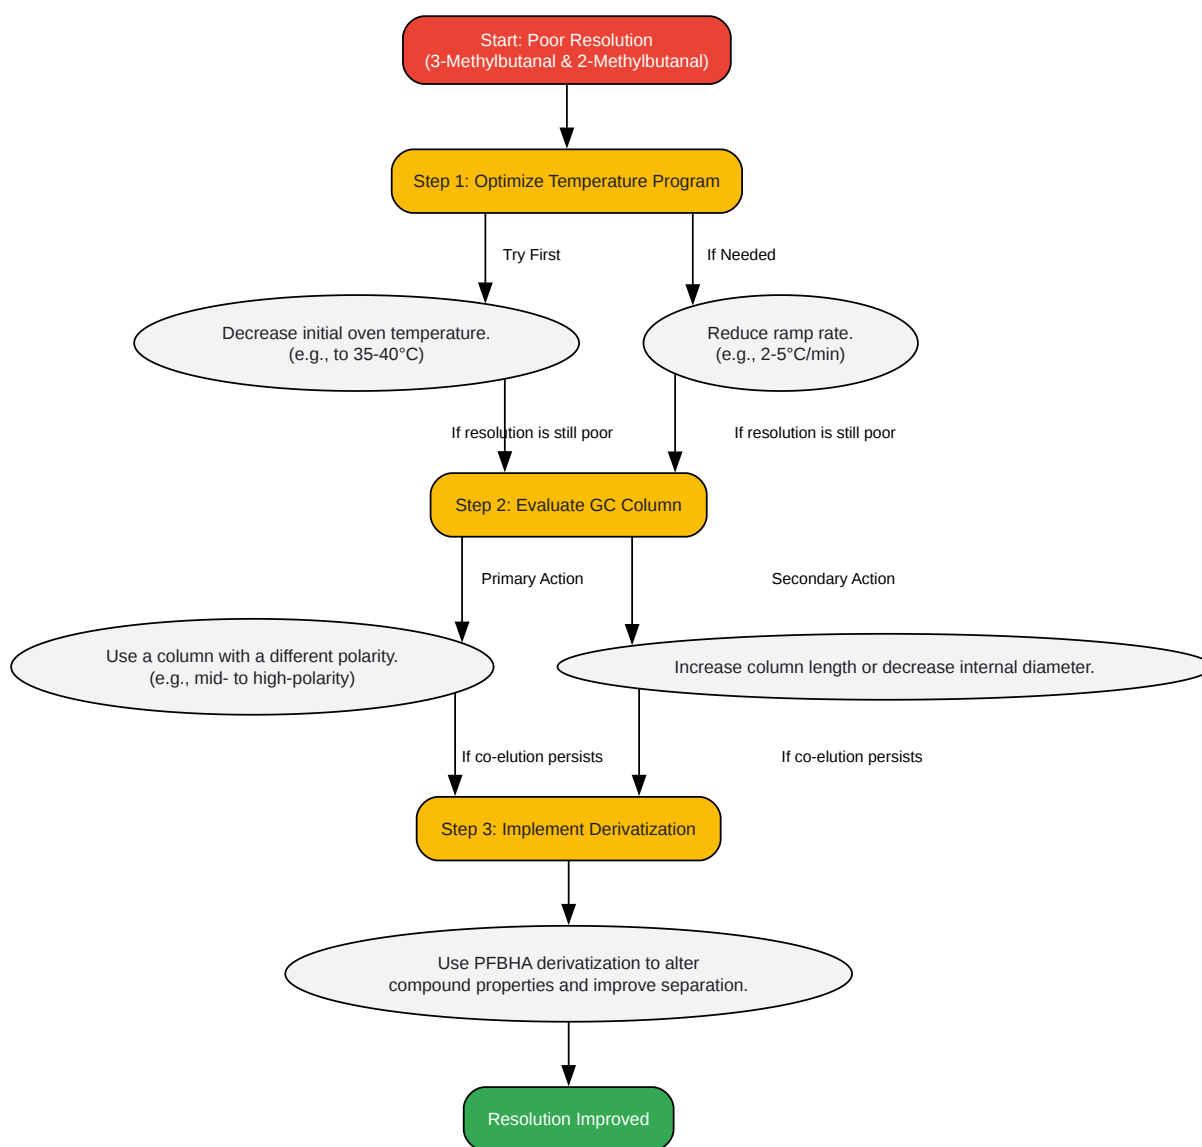 Start: Poor Resolution
(3-Methylbutanal & 2-Methylbutanal)
Step 1: Optimize Temperature Program
Try First
If Needed
Decrease initial oven temperature.
(e.g., to 35-40°C)
Reduce ramp rate.
(e.g., 2-5°C/min)
If resolution is still poor
If resolution is still poor
Step 2: Evaluate GC Column
Primary Action
Secondary Action
Use a column with a different polarity.
(e.g., mid- to high-polarity)
Increase column length or decrease internal diameter.
If co-elution persists
If co-elution persists
Step 3: Implement Derivatization
Use PFBHA derivatization to alter
compound properties and improve separation.
Resolution Improved